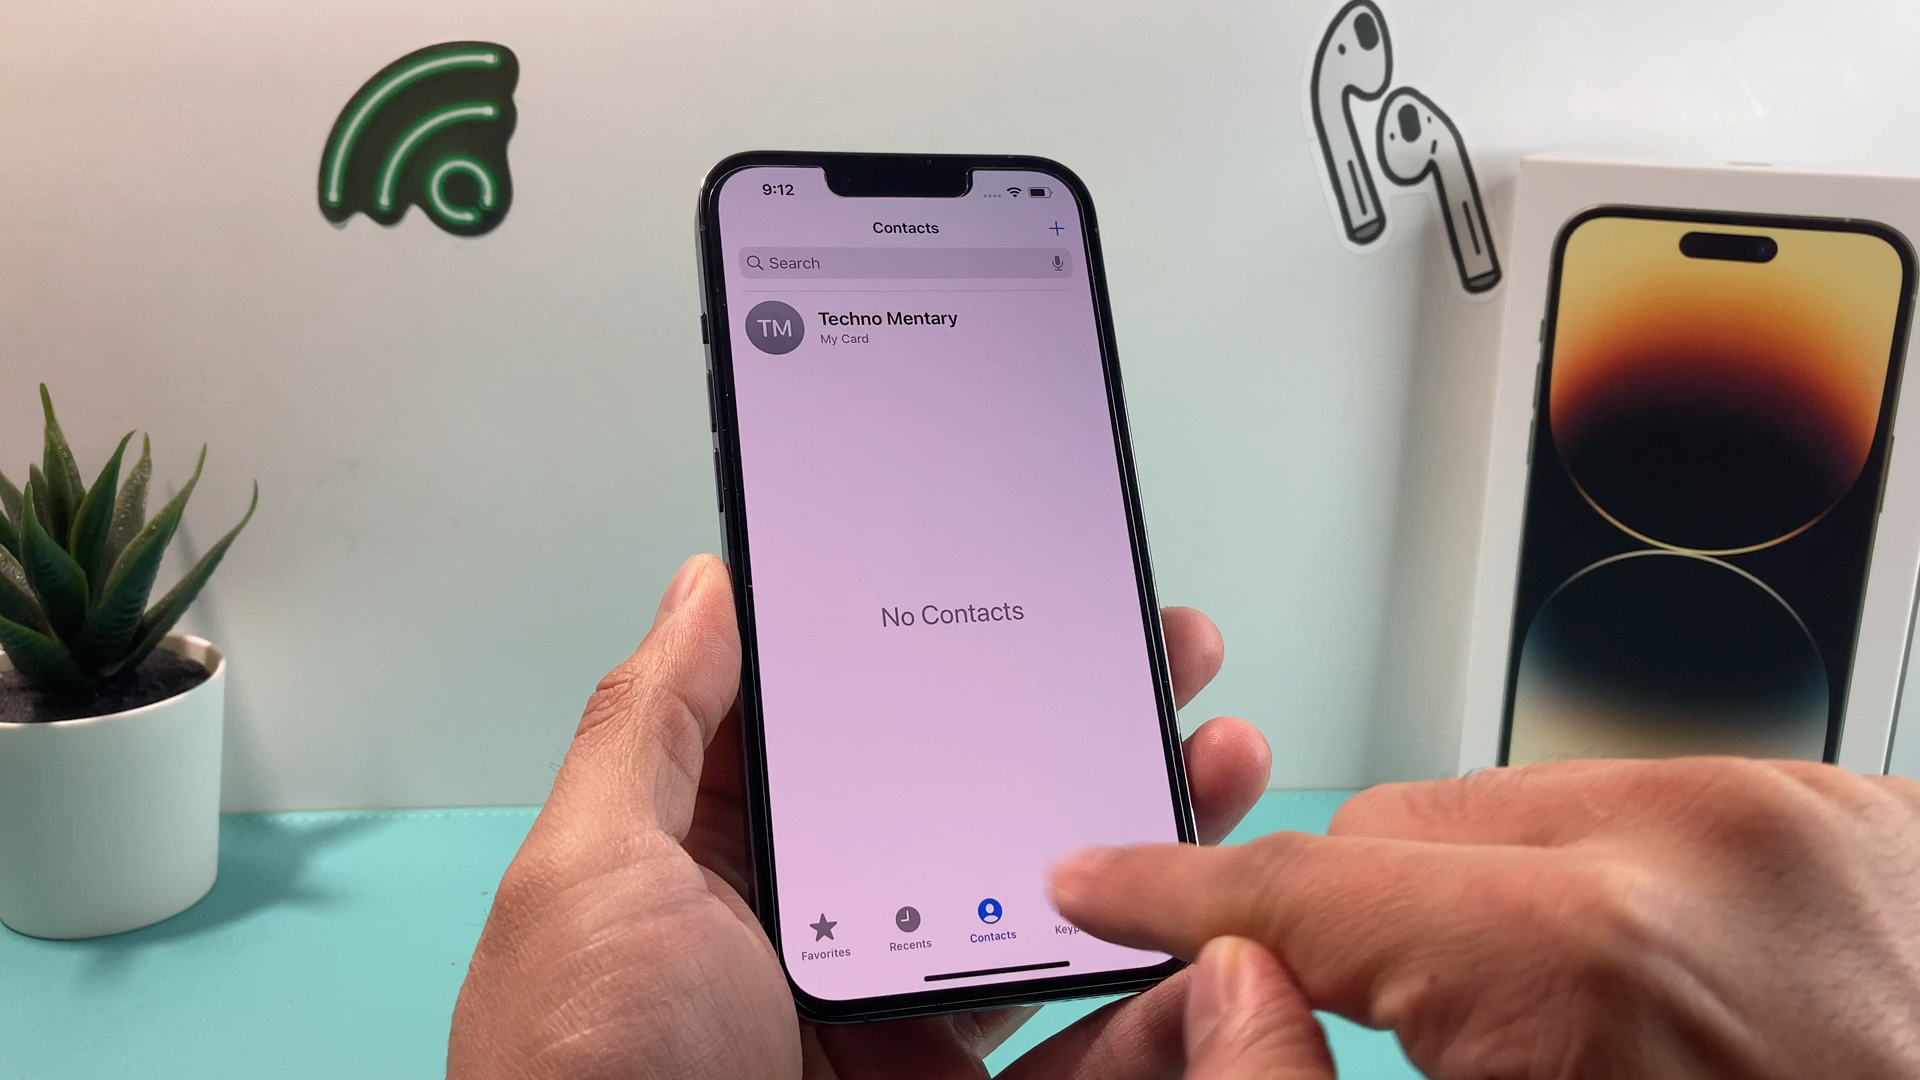 9:12
Contacts
Search
TM
Techno Mentary
My Card
No Contacts
Favorites
Recents
Contacts